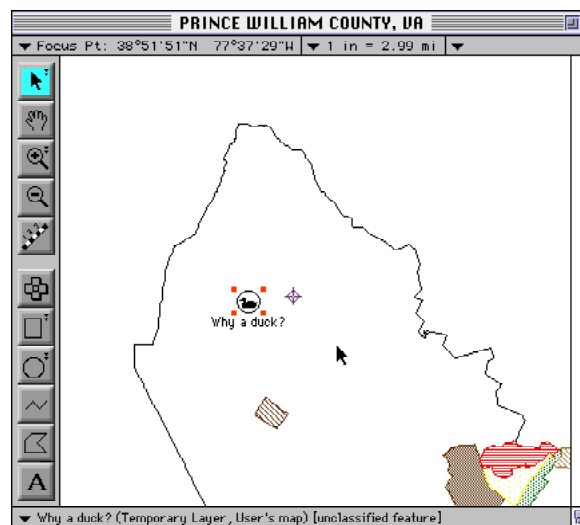 PRINCE WILLIAM COUNTY, VA
Focus Pt: 38°51'51"N 77°37'29"W 1 in = 2.99 mi
Why a duck?
A
Why a duck? (Temporary Layer, User's map) [unclassified feature]